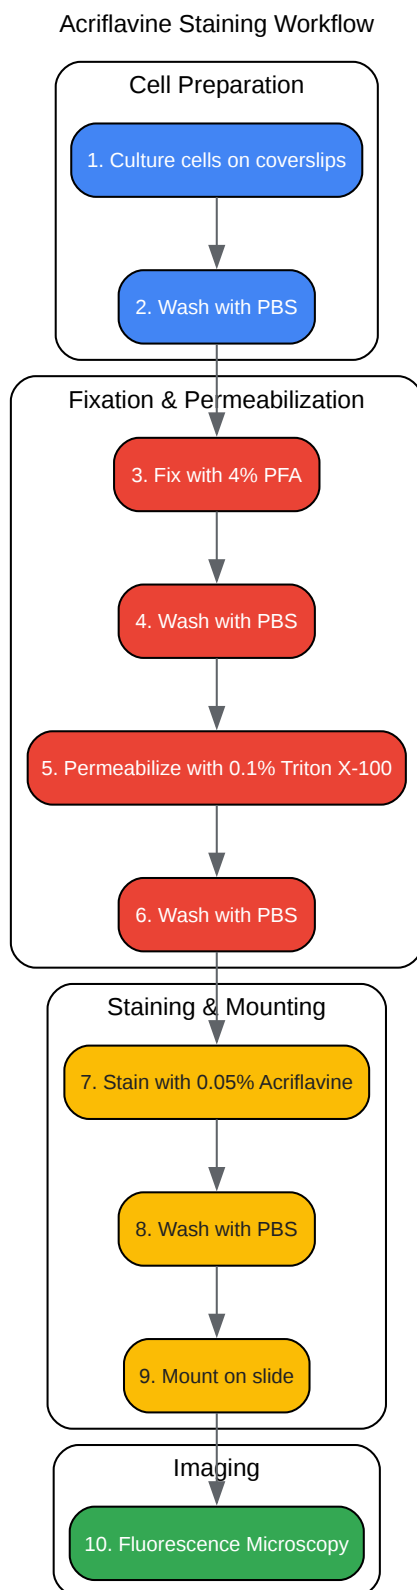 Acriflavine Staining Workflow
Cell Preparation
1. Culture cells on coverslips
2. Wash with PBS
Fixation & Permeabilization
3. Fix with 4% PFA
4. Wash with PBS
5. Permeabilize with 0.1% Triton X-100
6. Wash with PBS
Staining & Mounting
7. Stain with 0.05% Acriflavine
8. Wash with PBS
9. Mount on slide
Imaging
10. Fluorescence Microscopy